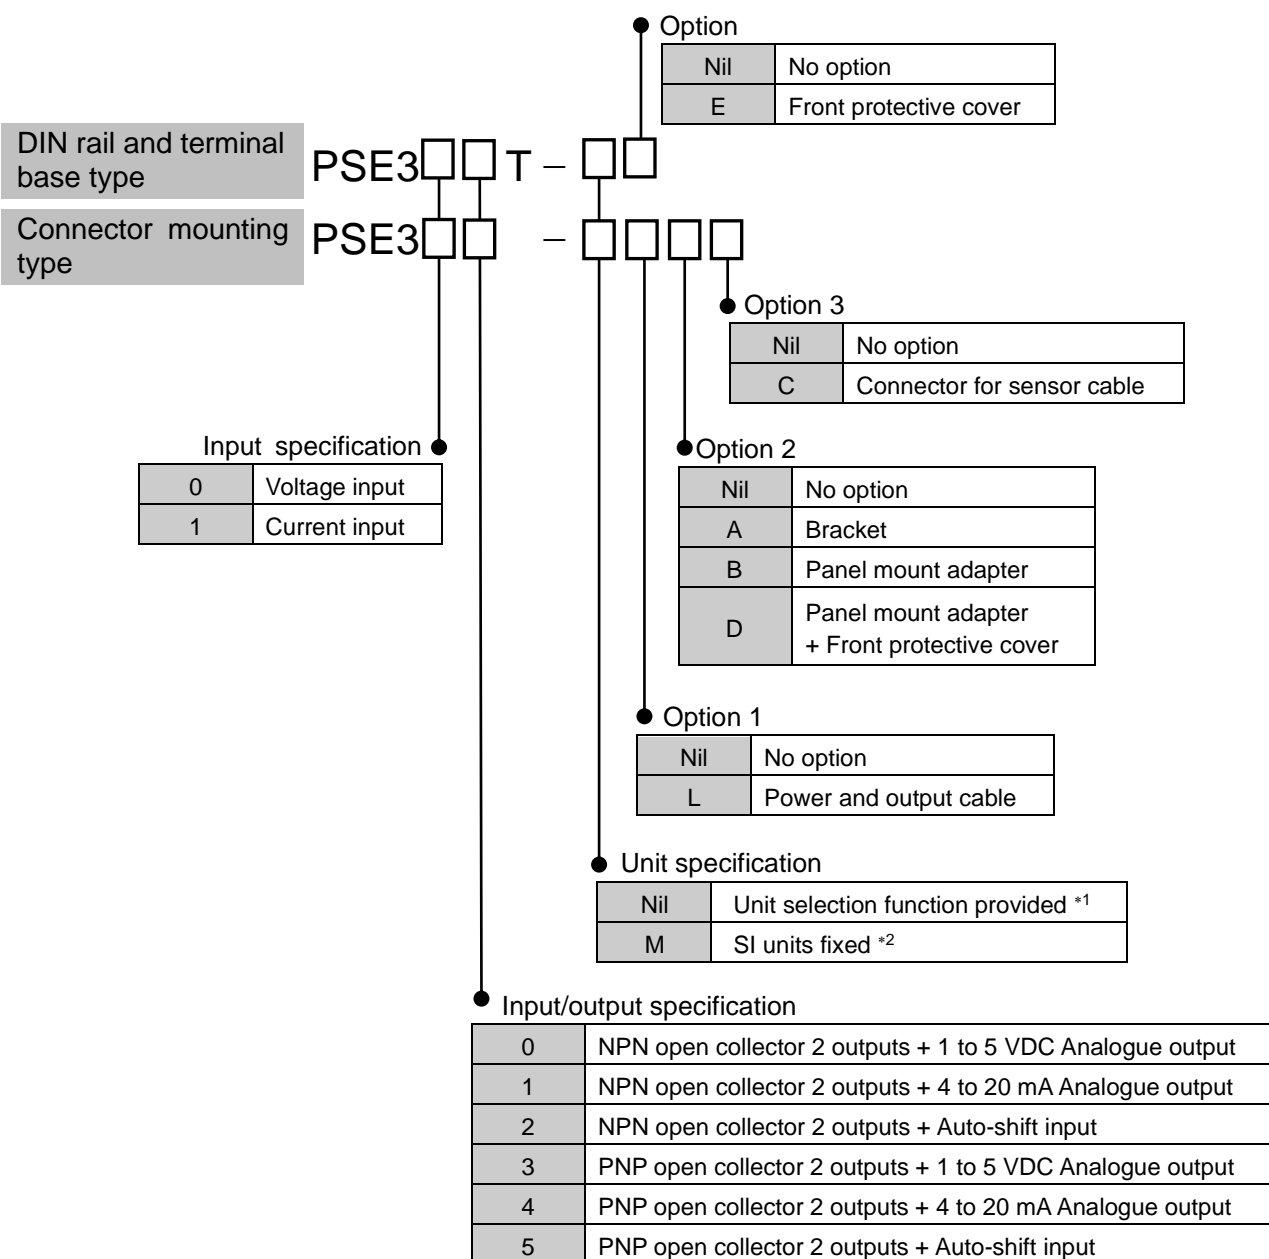 Option
Nil No option
E Front protective cover
DIN rail and terminal
base type
PSE3□□T－□□
Connector mounting
type
PSE3□□ －□□□□
Option 3
Nil No option
C Connector for sensor cable
Input specification
0 Voltage input
1 Current input
Option 2
Nil No option
A Bracket
B Panel mount adapter
D Panel mount adapter
+ Front protective cover
Option 1
Nil No option
L Power and output cable
Unit specification
Nil Unit selection function provided *1
M SI units fixed *2
Input/output specification
0 NPN open collector 2 outputs + 1 to 5 VDC Analogue output
1 NPN open collector 2 outputs + 4 to 20 mA Analogue output
2 NPN open collector 2 outputs + Auto-shift input
3 PNP open collector 2 outputs + 1 to 5 VDC Analogue output
4 PNP open collector 2 outputs + 4 to 20 mA Analogue output
5 PNP open collector 2 outputs + Auto-shift input